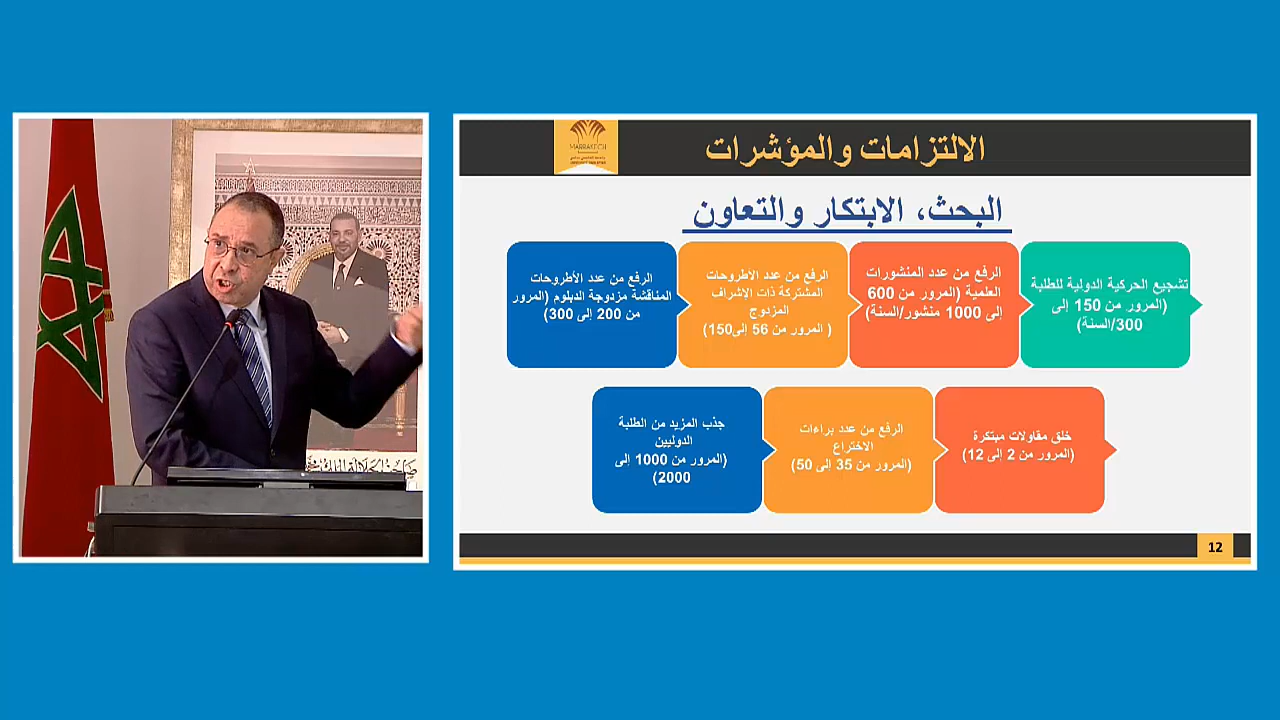 MARRAKECH
الالتزامات والمؤشرات
البحث، الابتكار والتعاون
تشجيع الحركية الدولية للطلبة
(المرور من 150 إلى
300/السنة)
الرفع من عدد المنشورات
العلمية (المرور من 600
إلى 1000 منشور/السنة)
الرفع من عدد الاطروحات
المشتركة ذات الإشراف
المزدوج
( المرور من 56 إلى150)
الرفع من عدد الأطروحات
المناقشة مزدوجة الدبلوم (المرور
من 200 إلى 300)
خلق مقاولات مبتكرة
(المرور من 2 إلى 12)
الرفع من عدد براءات
الاختراع
(المرور من 35 إلى 50)
جذب المزيد من الطلبة
الدوليين
(المرور من 1000 إلى
2000)
12